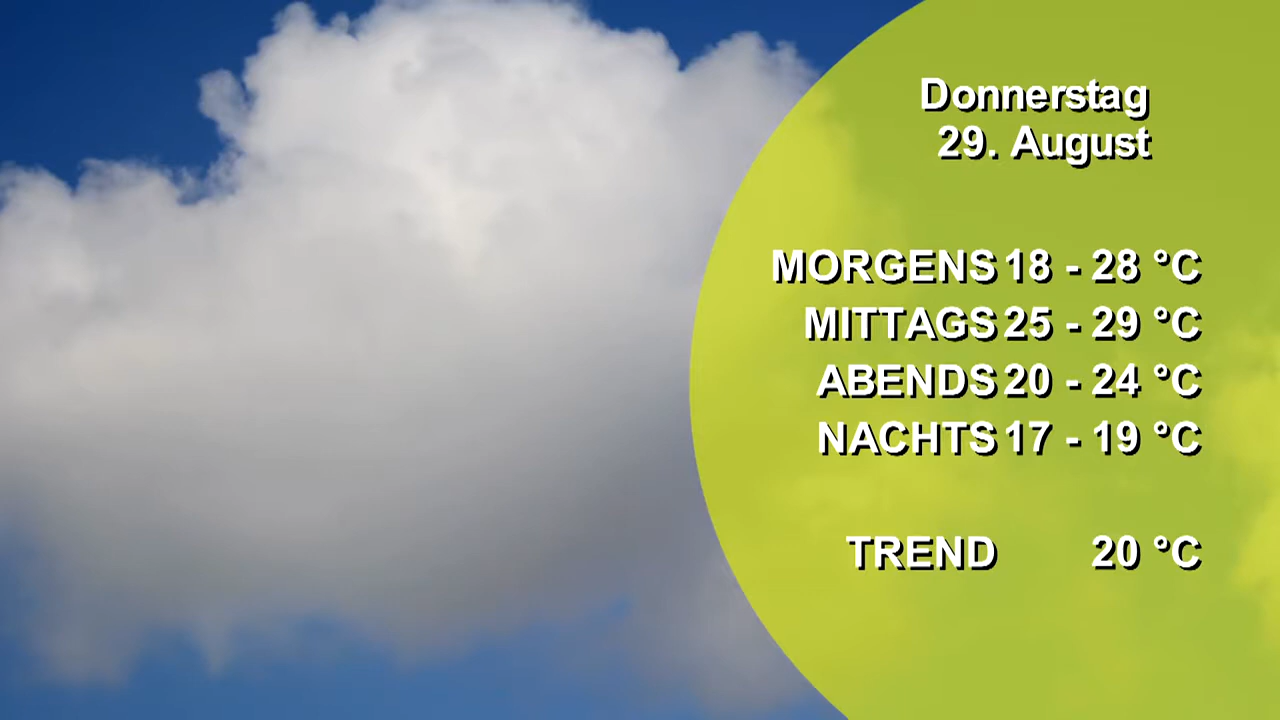 Donnerstag
29. August
MORGENS 18 - 28 °C
MITTAGS 25 - 29 °C
ABENDS 20 - 24 °C
NACHTS 17 - 19 °C
TREND 20 °C